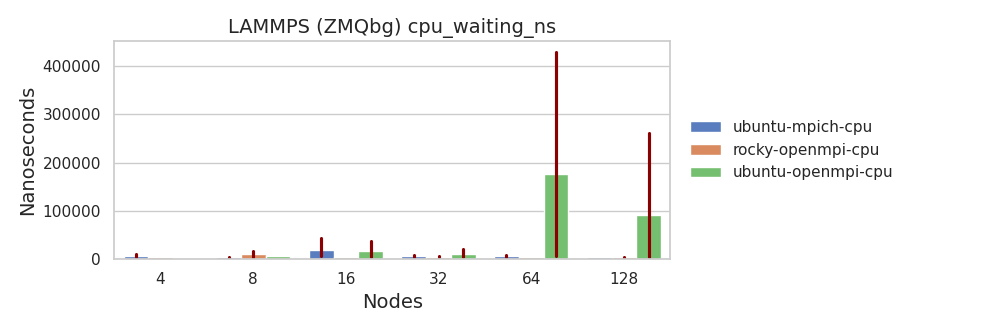 LAMMPS (ZMQbg) cpu_waiting_ns
Nanoseconds
400000
300000
200000
100000
0
4 8 16 32 64 128
Nodes
ubuntu-mpich-cpu
rocky-openmpi-cpu
ubuntu-openmpi-cpu